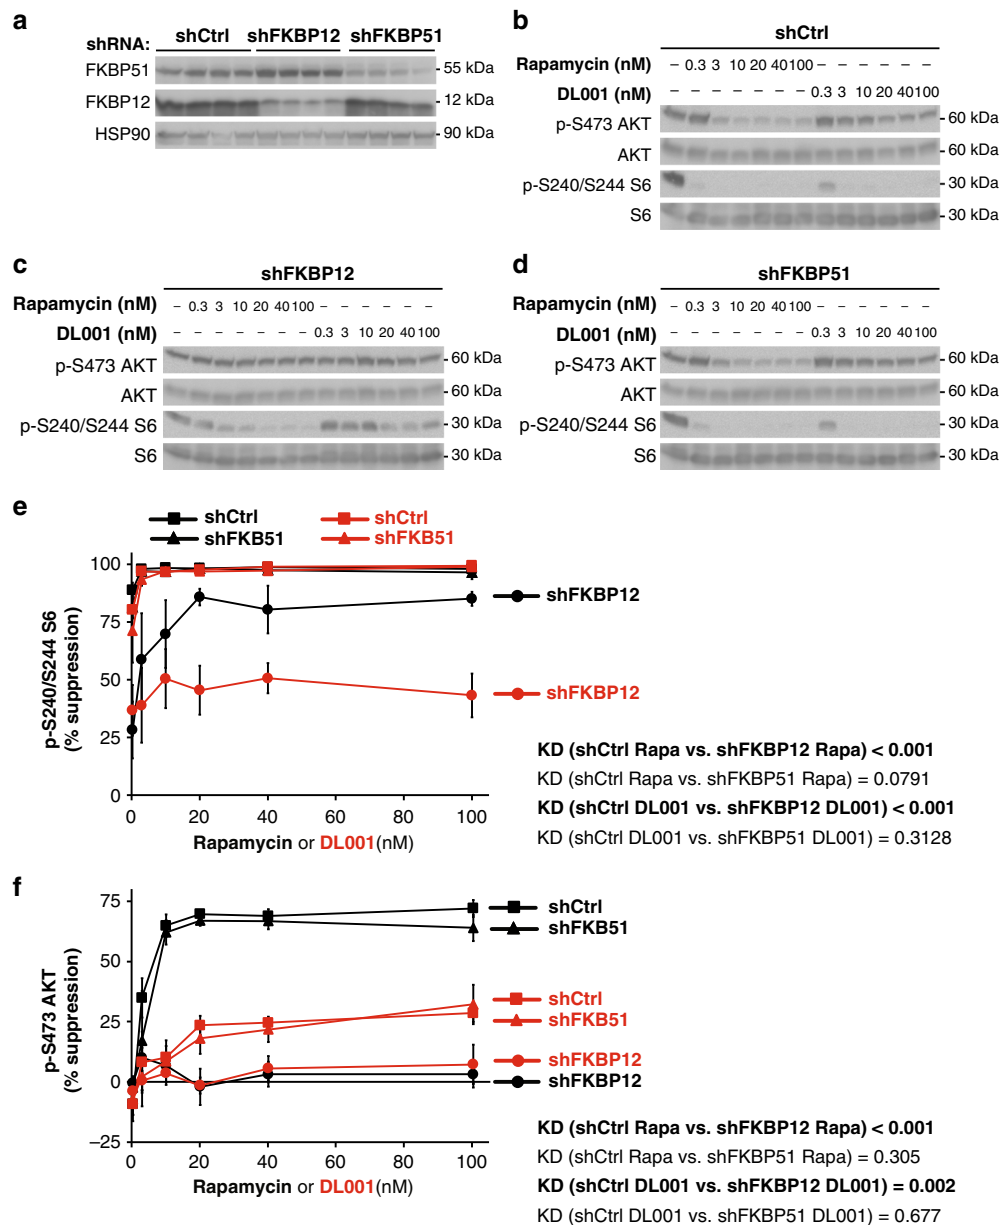 a
shRNA: shCtrl shFKBP12 shFKBP51
FKBP51 55 kDa
FKBP12 12 kDa
HSP90 90 kDa
b
shCtrl
Rapamycin (nM) – 0.3 3 10 20 40 100 – – – – – –
DL001 (nM) 0.3 3 10 20 40 100
p-S473 AKT 60 kDa
AKT 60 kDa
p-S240/S244 S6 30 kDa
S6 30 kDa
c
shFKBP12
Rapamycin (nM) – 0.3 3 10 20 40 100 – – – – – –
DL001 (nM) – – – – – – – 0.3 3 10 20 40 100
p-S473 AKT 60 kDa
AKT 60 kDa
p-S240/S244 S6 30 kDa
S6 30 kDa
d
shFKBP51
Rapamycin (nM) – 0.3 3 10 20 40 100 – – – – – –
DL001 (nM) 0.3 3 10 20 40 100
p-S473 AKT 60 kDa
AKT 60 kDa
p-S240/S244 S6 30 kDa
S6 30 kDa
e
shCtrl shCtrl
shFKB51 shFKB51
p-S240/S244 S6
(% suppression)
100
75
50
25
0
0 20 40 60 80 100
Rapamycin or DL001(nM)
shFKBP12
shFKBP12
KD (shCtrl Rapa vs. shFKBP12 Rapa) < 0.001
KD (shCtrl Rapa vs. shFKBP51 Rapa) = 0.0791
KD (shCtrl DL001 vs. shFKBP12 DL001) < 0.001
KD (shCtrl DL001 vs. shFKBP51 DL001) = 0.3128
f
p-S473 AKT
(% suppression)
75
50
25
0
–25
0 20 40 60 80 100
Rapamycin or DL001(nM)
shCtrl
shFKB51
shCtrl
shFKB51
shFKBP12
shFKBP12
KD (shCtrl Rapa vs. shFKBP12 Rapa) < 0.001
KD (shCtrl Rapa vs. shFKBP51 Rapa) = 0.305
KD (shCtrl DL001 vs. shFKBP12 DL001) = 0.002
KD (shCtrl DL001 vs. shFKBP51 DL001) = 0.677